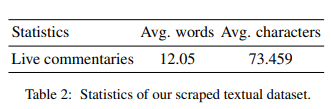 Statistics Avg. words Avg. characters
Live commentaries 12.05 73.459
Table 2: Statistics of our scraped textual dataset.